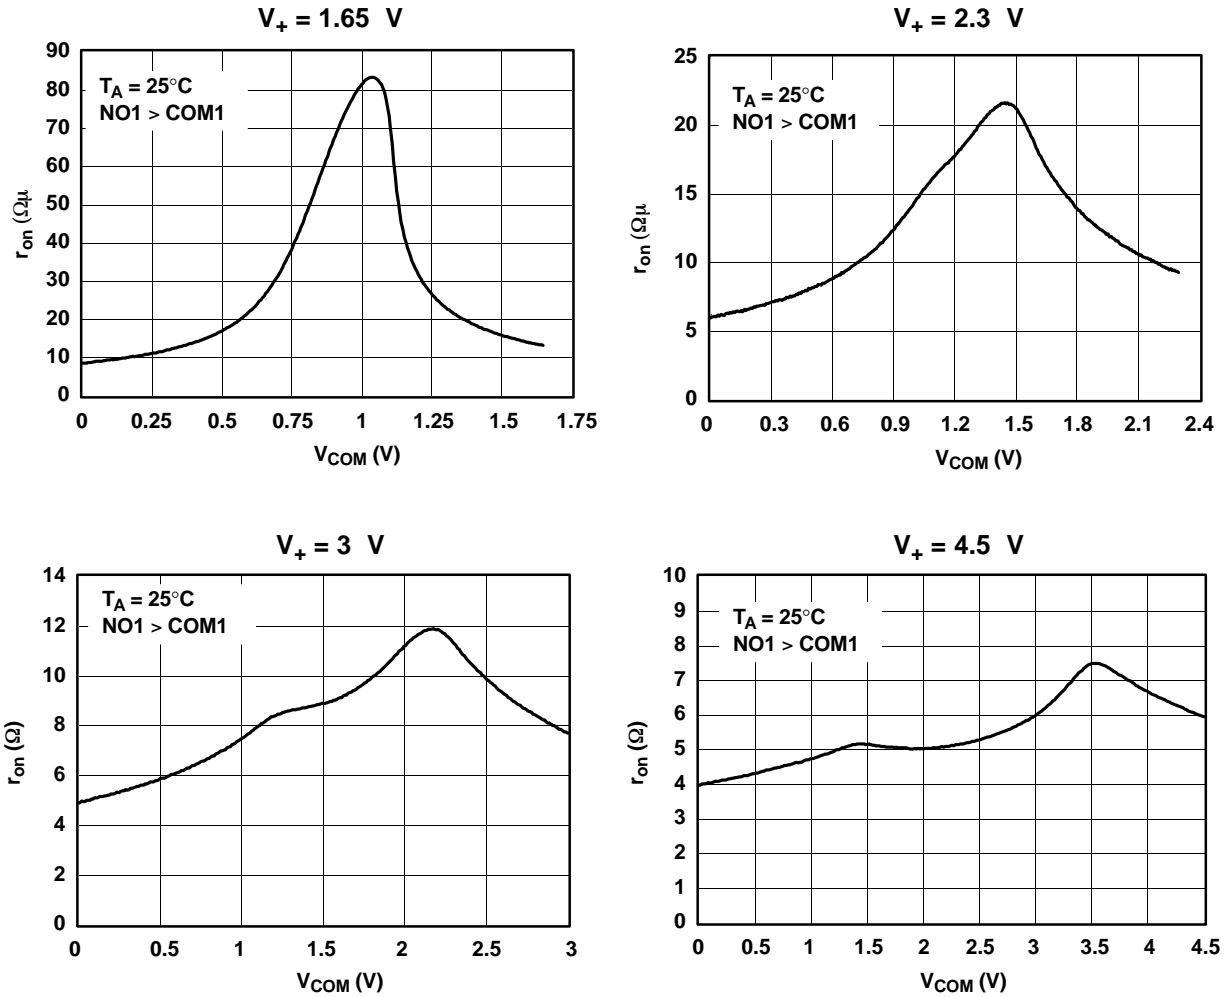 V+ = 1.65 V
90
80
70
60
50
40
30
20
10
0
TA = 25°C
NO1 > COM1
ron (Ωµ
0 0.25 0.5 0.75 1 1.25 1.5 1.75
VCOM (V)
V+ = 2.3 V
25
20
15
10
5
0
TA = 25°C
NO1 > COM1
ron (Ωµ
0 0.3 0.6 0.9 1.2 1.5 1.8 2.1 2.4
VCOM (V)
V+ = 3 V
14
12
10
8
6
4
2
0
TA = 25°C
NO1 > COM1
ron (Ω)
0 0.5 1 1.5 2 2.5 3
VCOM (V)
V+ = 4.5 V
10
9
8
7
6
5
4
3
2
1
0
TA = 25°C
NO1 > COM1
ron (Ω)
0 0.5 1 1.5 2 2.5 3 3.5 4 4.5
VCOM (V)